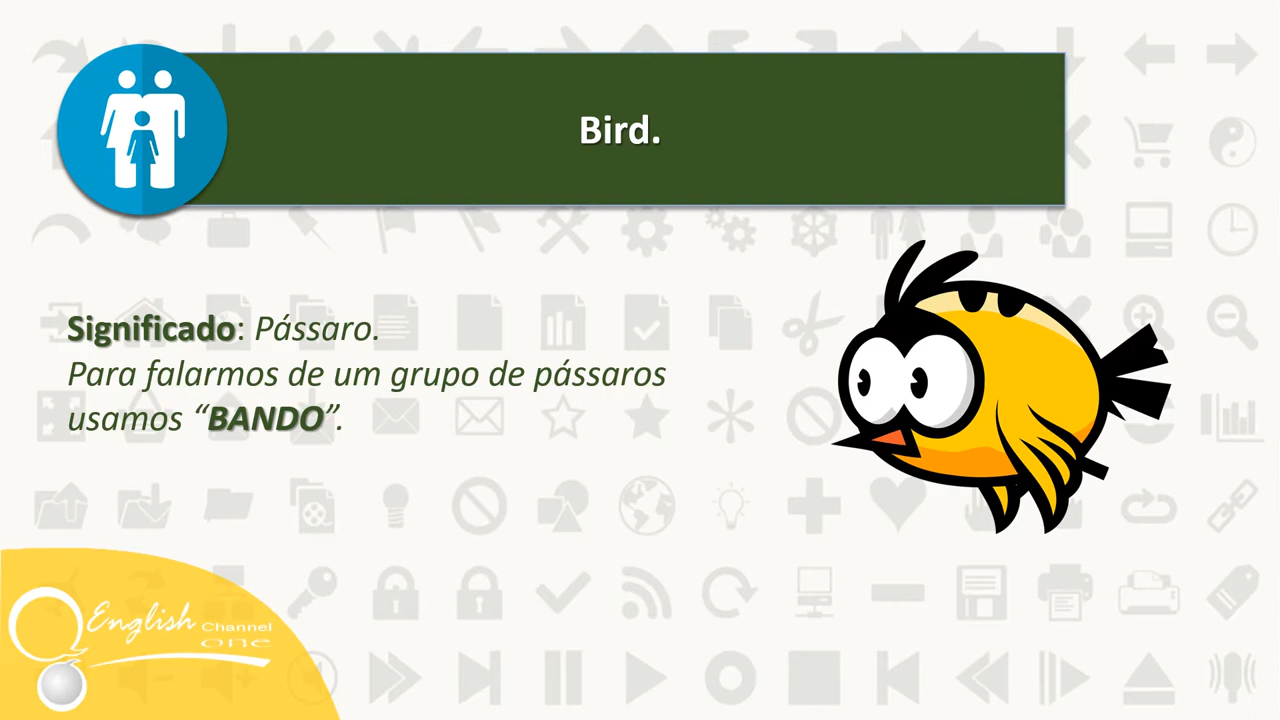 Bird.
Significado: Pássaro.
Para falarmos de um grupo de pássaros
usamos “BANDO”.
English Channel
one